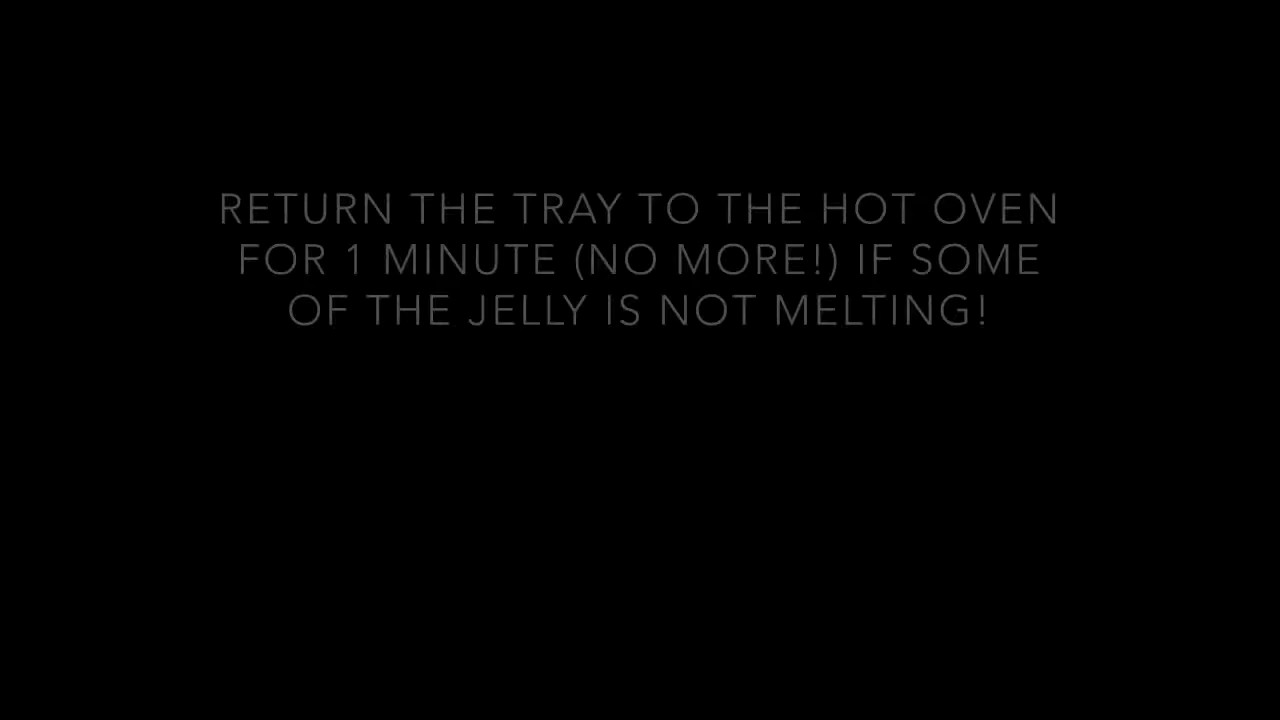 RETURN THE TRAY TO THE HOT OVEN
FOR 1 MINUTE (NO MORE!) IF SOME
OF THE JELLY IS NOT MELTING!